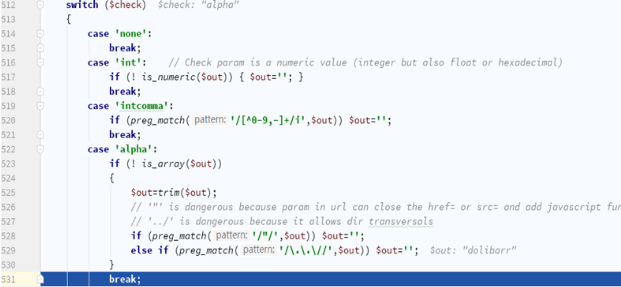 512 switch ($check) $check: "alpha"
513 {
514 case 'none':
515 break;
516 case 'int': // Check param is a numeric value (integer but also float or hexadecimal)
517 if (! is_numeric($out)) { $out=''; }
518 break;
519 case 'intcomma':
520 if (preg_match( pattern: '/[^0-9,-]+/i',$out)) $out='';
521 break;
522 case 'alpha':
523 if (! is_array($out))
524 {
525 $out=trim($out);
526 // '"' is dangerous because param in url can close the href= or src= and add javascript fun
527 // '../' is dangerous because it allows dir transversals
528 if (preg_match( pattern: '/"/',$out)) $out='';
529 else if (preg_match( pattern: '/\.\.\//',$out)) $out=''; $out: "dolibarr"
530 }
531 break;